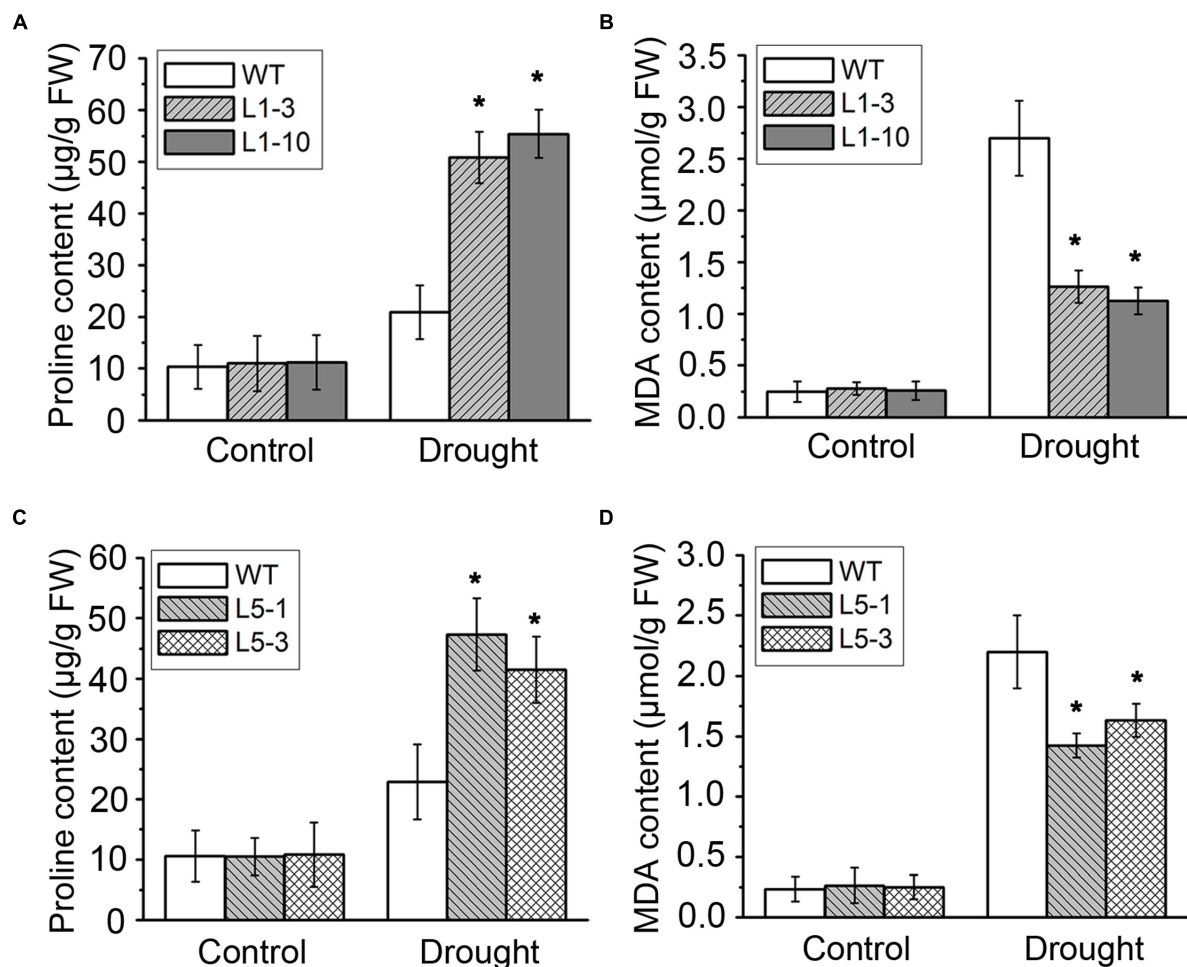 A
Proline content (μg/g FW)
70
60
50
40
30
20
10
0
WT
L1-3
L1-10
*
*
Control
Drought
B
MDA content (μmol/g FW)
3.5
3.0
2.5
2.0
1.5
1.0
0.5
0.0
WT
L1-3
L1-10
*
*
Control
Drought
C
Proline content (μg/g FW)
60
50
40
30
20
10
0
WT
L5-1
L5-3
*
*
Control
Drought
D
MDA content (μmol/g FW)
3.0
2.5
2.0
1.5
1.0
0.5
0.0
WT
L5-1
L5-3
*
*
Control
Drought